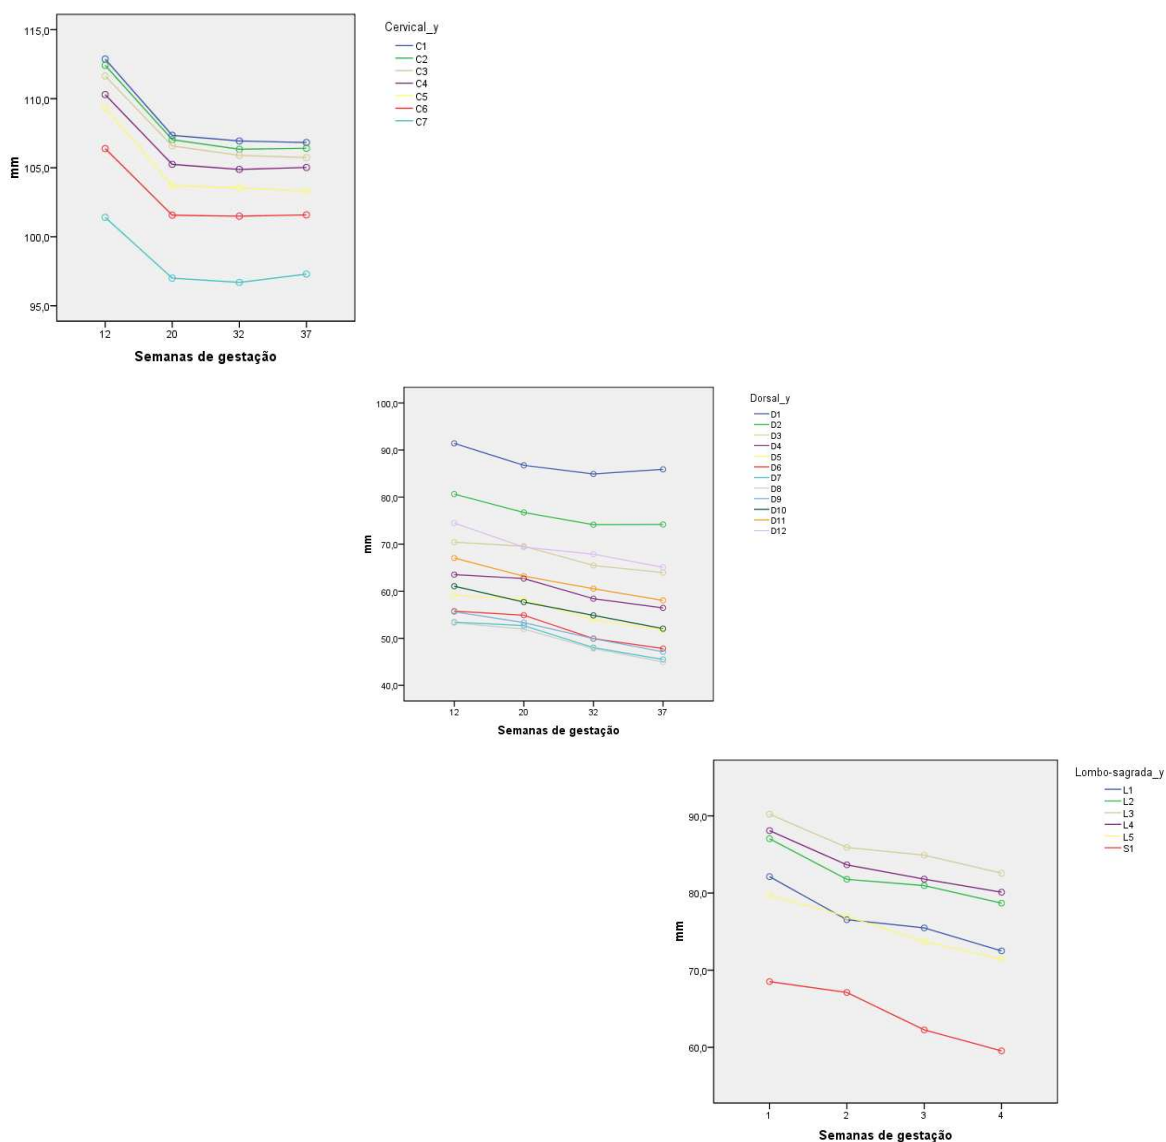 Cervical_y
115,0
C1
C2
C3
110,0
C4
C5
C6
C7
mm
105,0
100,0
95,0
12 20 32 37
Semanas de gestação
Dorsal_y
100,0
D1
D2
D3
D4
90,0
D5
D6
D7
D8
80,0
D9
D10
D11
D12
70,0
mm
60,0
50,0
40,0
12 20 32 37
Semanas de gestação
Lombo-sagrada_y
L1
L2
L3
L4
L5
S1
90,0
80,0
mm
70,0
60,0
1 2 3 4
Semanas de gestação